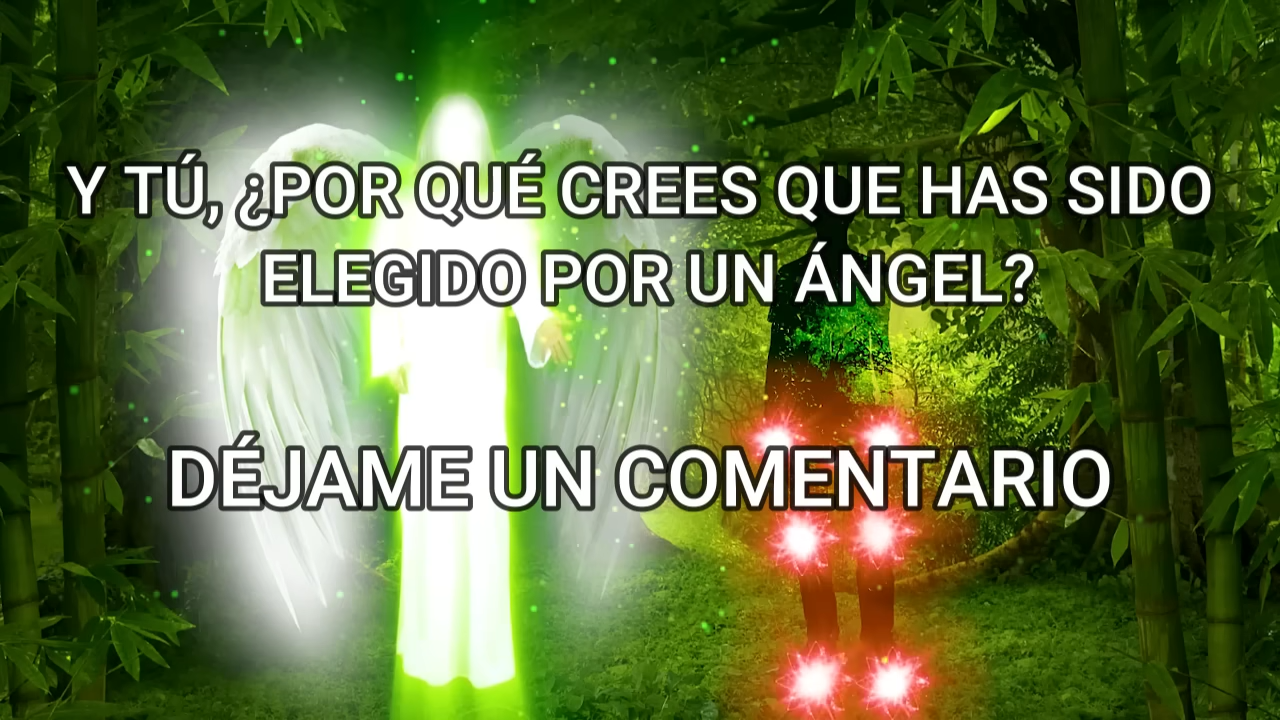 Y TÚ, ¿POR QUÉ CREES QUE HAS SIDO
ELEGIDO POR UN ÁNGEL?
DÉJAME UN COMENTARIO